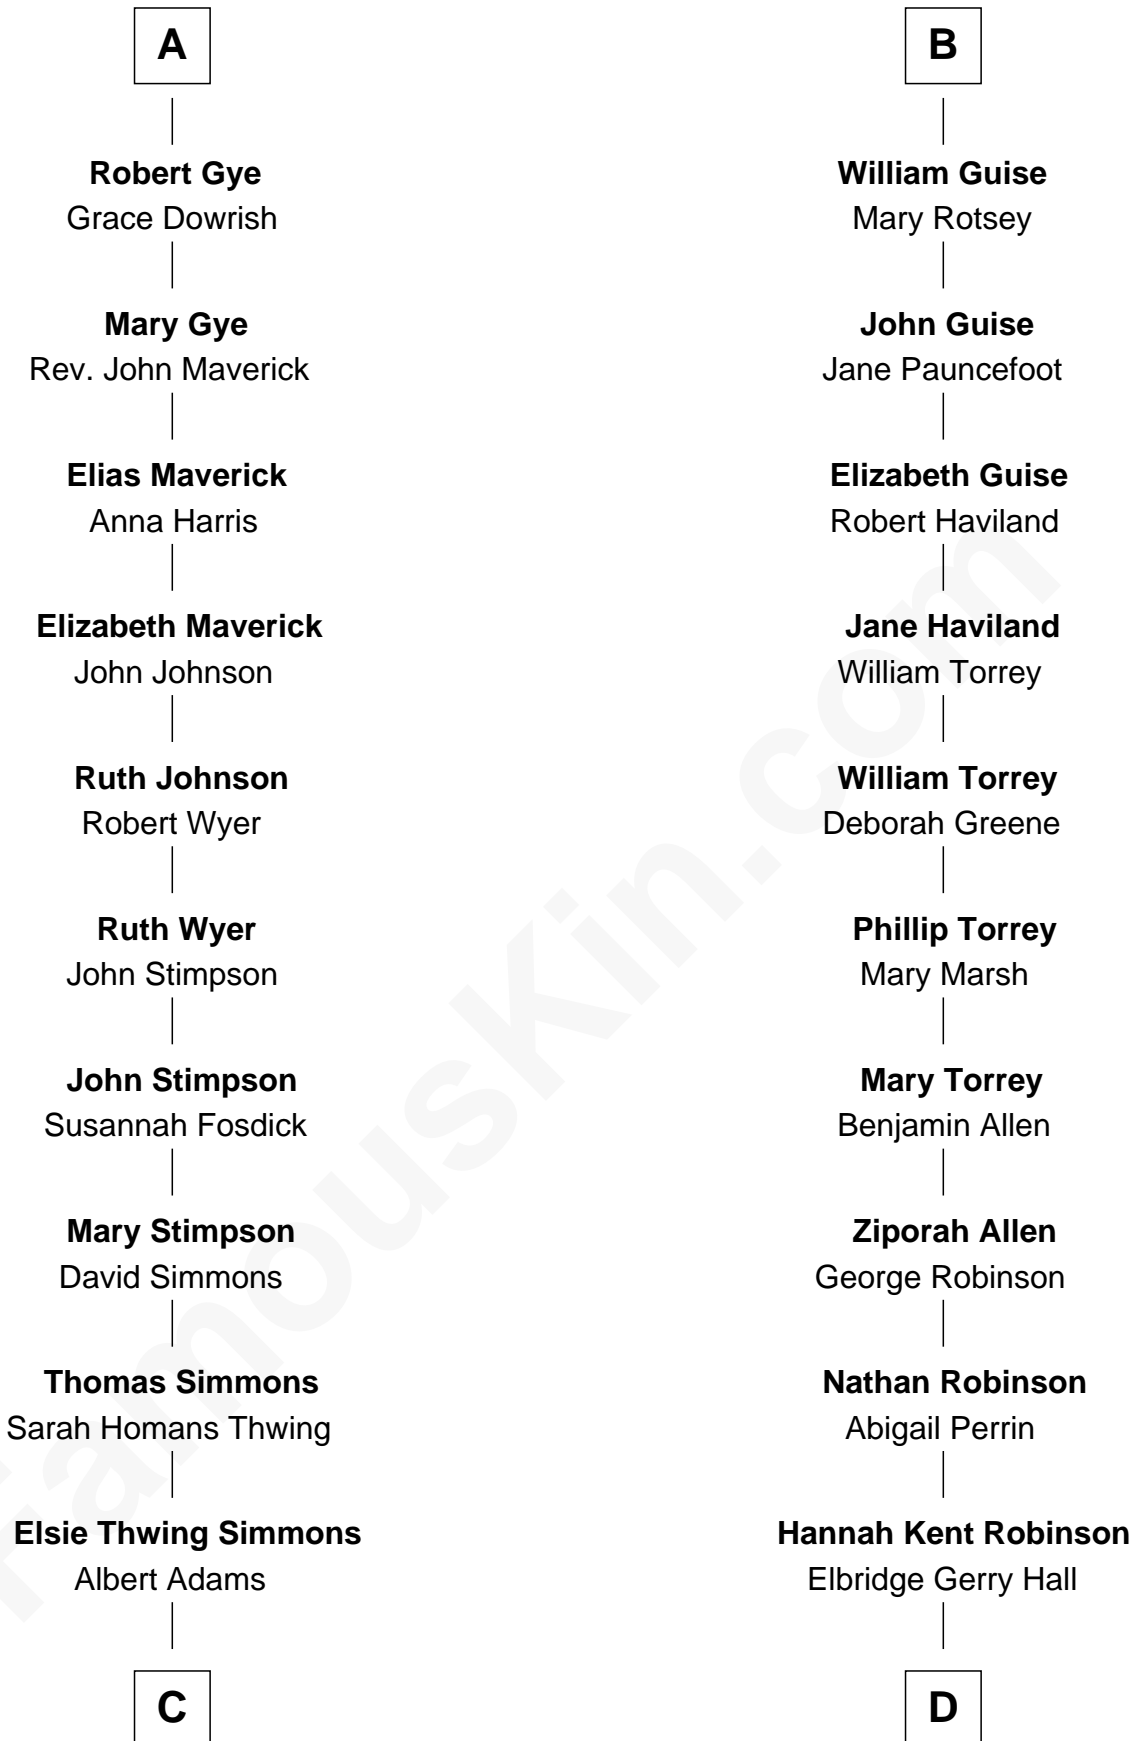 A
Robert Gye
Grace Dowrish
Mary Gye
Rev. John Maverick
Elias Maverick
Anna Harris
Elizabeth Maverick
John Johnson
Ruth Johnson
Robert Wyer
Ruth Wyer
John Stimpson
John Stimpson
Susannah Fosdick
Mary Stimpson
David Simmons
Thomas Simmons
Sarah Homans Thwing
Elsie Thwing Simmons
Albert Adams
C
B
William Guise
Mary Rotsey
John Guise
Jane Pauncefoot
Elizabeth Guise
Robert Haviland
Jane Haviland
William Torrey
William Torrey
Deborah Greene
Phillip Torrey
Mary Marsh
Mary Torrey
Benjamin Allen
Ziporah Allen
George Robinson
Nathan Robinson
Abigail Perrin
Hannah Kent Robinson
Elbridge Gerry Hall
D
FamousKin.com